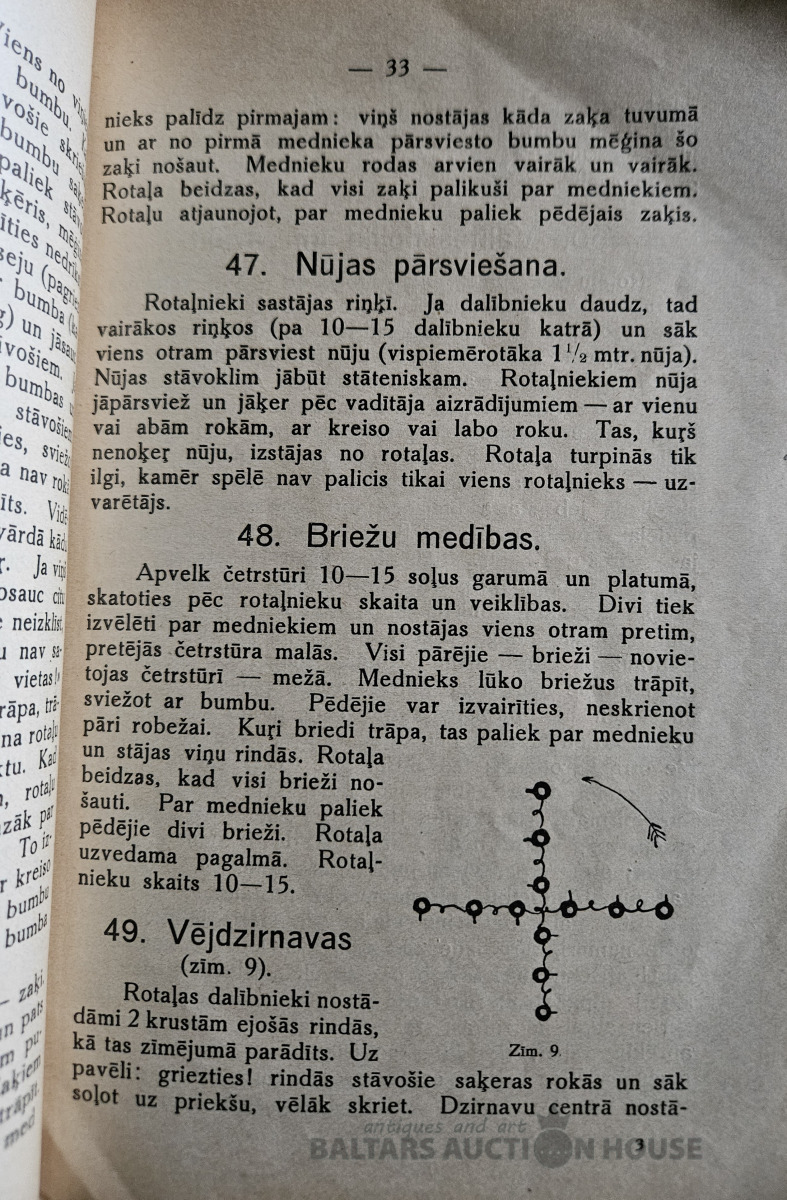 — 33 —
nieks palīdz pirmajam: viņš nostājas kāda zaķa tuvumā
un ar no pirmā mednieka pārsviesto bumbu mēģina šo
zaķi nošaut. Mednieku rodas arvien vairāk un vairāk.
Rotaļa beidzas, kad visi zaķi palikuši par medniekiem.
Rotaļu atjaunojot, par mednieku paliek pēdējais zaķis.
47. Nūjas pārsviešana.
Rotaļnieki sastājas riņķī. Ja dalībnieku daudz, tad
vairākos riņķos (pa 10—15 dalībnieku katrā) un sāk
viens otram pārsviest nūju (vispiemērotāka 1 1/2 mtr. nūja).
Nūjas stāvoklim jābūt stāteniskam. Rotaļniekiem nūja
jāpārsviež un jāķer pēc vadītāja aizrādījumiem — ar vienu
vai abām rokām, ar kreiso vai labo roku. Tas, kuŗš
nenoķeŗ nūju, izstājas no rotaļas. Rotaļa turpinās tik
ilgi, kamēr spēlē nav palicis tikai viens rotaļnieks — uz-
varētājs.
48. Briežu medības.
Apvelk četrstūri 10—15 soļus garumā un platumā,
skatoties pēc rotaļnieku skaita un veiklības. Divi tiek
izvēlēti par medniekiem un nostājas viens otram pretim,
pretējās četrstūra malās. Visi pārējie — brieži — novie-
tojas četrstūrī — mežā. Mednieks lūko briežus trāpīt,
sviežot ar bumbu. Pēdējie var izvairīties, neskrienot
pāri robežai. Kuŗi briedi trāpa, tas paliek par mednieku
un stājas viņu rindās. Rotaļa
beidzas, kad visi brieži no-
šauti. Par mednieku paliek
pēdējie divi brieži. Rotaļa
uzvedama pagalmā. Rotaļ-
nieku skaits 10—15.
49. Vējdzirnavas
(zīm. 9).
Rotaļas dalībnieki nostā-
dāmi 2 krustām ejošās rindās,
kā tas zīmējumā parādīts. Uz
Zīm. 9.
pavēli: griezties! rindās stāvošie saķeras rokās un sāk
soļot uz priekšu, vēlāk skriet. Dzirnavu centrā nostā-
3
antiques and art
BALTARS AUCTION HOUSE